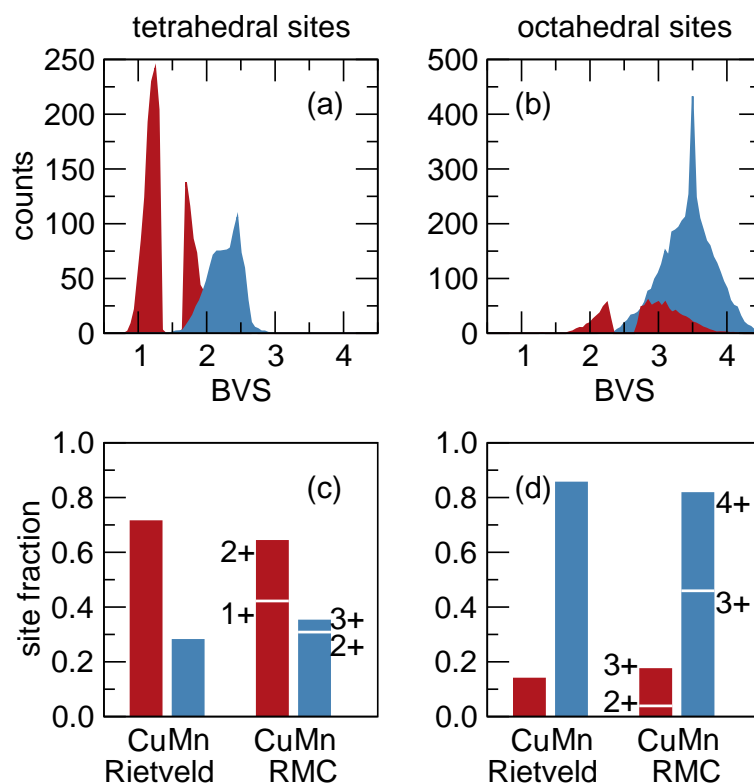 tetrahedral sites
octahedral sites
250
200
150
100
50
0
counts
(a)
1 2 3 4
BVS
500
400
300
200
100
0
(b)
1 2 3 4
BVS
1.0
0.8
0.6
0.4
0.2
0.0
site fraction
(c)
2+
1+
3+
2+
CuMn CuMn
Rietveld RMC
1.0
0.8
0.6
0.4
0.2
0.0
(d)
4+
3+
3+
2+
CuMn CuMn
Rietveld RMC